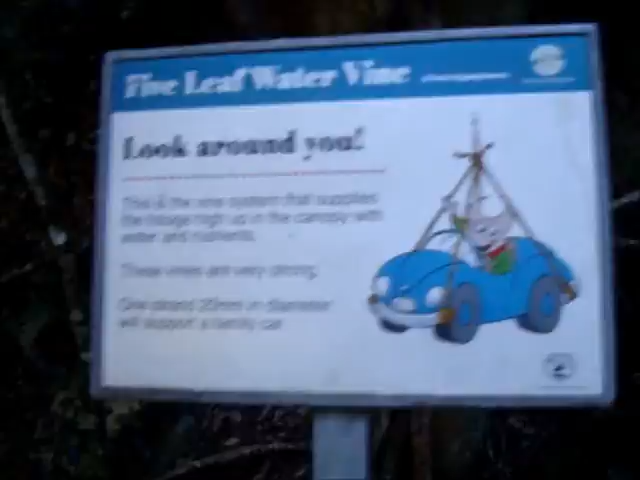 Five Leaf Water Vine
Look around you!
This is the vine system that supplies
the foliage high up in the canopy with
water and nutrients.
These vines are very strong.
One strand 20mm in diameter
will support a family car.